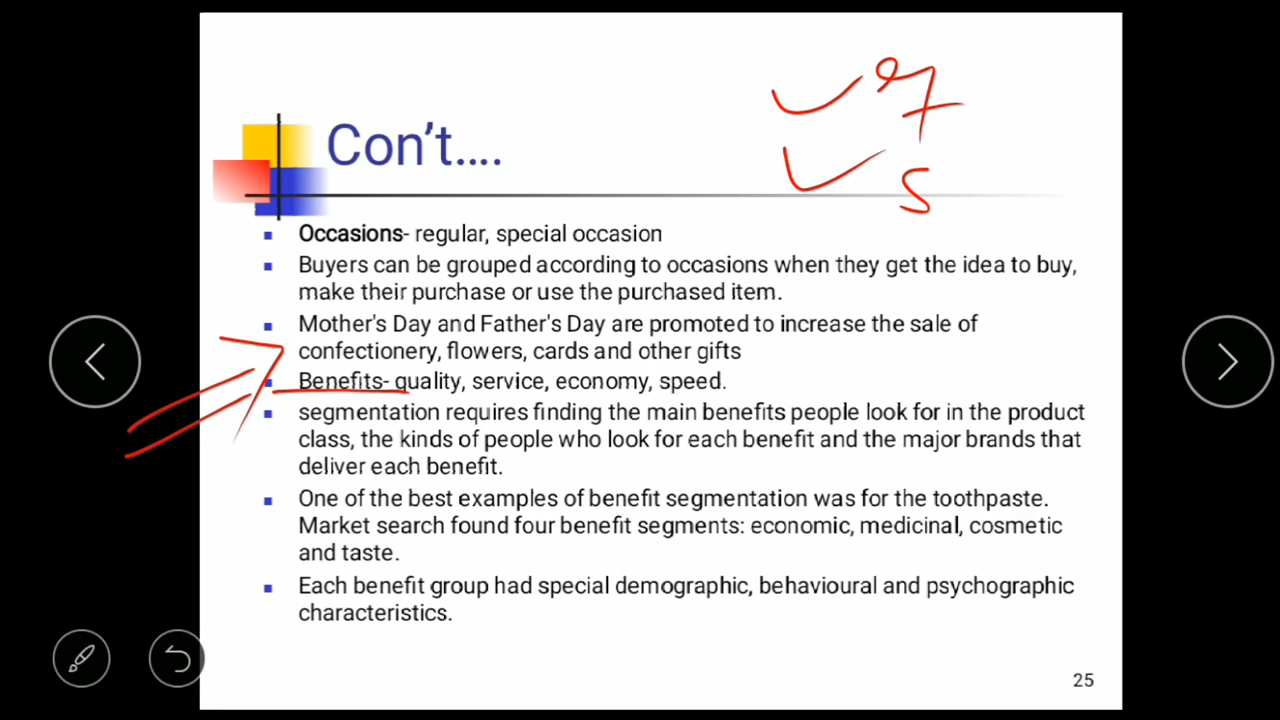 Con't....
Occasions- regular, special occasion
Buyers can be grouped according to occasions when they get the idea to buy,
make their purchase or use the purchased item.
Mother's Day and Father's Day are promoted to increase the sale of
confectionery, flowers, cards and other gifts
Benefits- quality, service, economy, speed.
segmentation requires finding the main benefits people look for in the product
class, the kinds of people who look for each benefit and the major brands that
deliver each benefit.
One of the best examples of benefit segmentation was for the toothpaste.
Market search found four benefit segments: economic, medicinal, cosmetic
and taste.
Each benefit group had special demographic, behavioural and psychographic
characteristics.
25